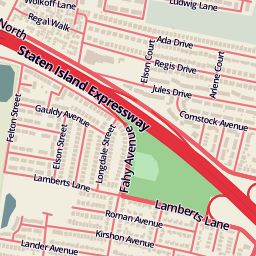 Wolkoff Lane
Ludwig Lane
Regal Walk
North
Ada Drive
Elson Court
Regis Drive
Arlene Court
Staten Island Expressway
Jules Drive
Gauldy Avenue
Comstock Avenue
Felton Street
Elson Street
Longdale Street
Fahy Avenue
Lamberts Lane
Lamberts Lane
Roman Avenue
Kirshon Avenue
Lander Avenue